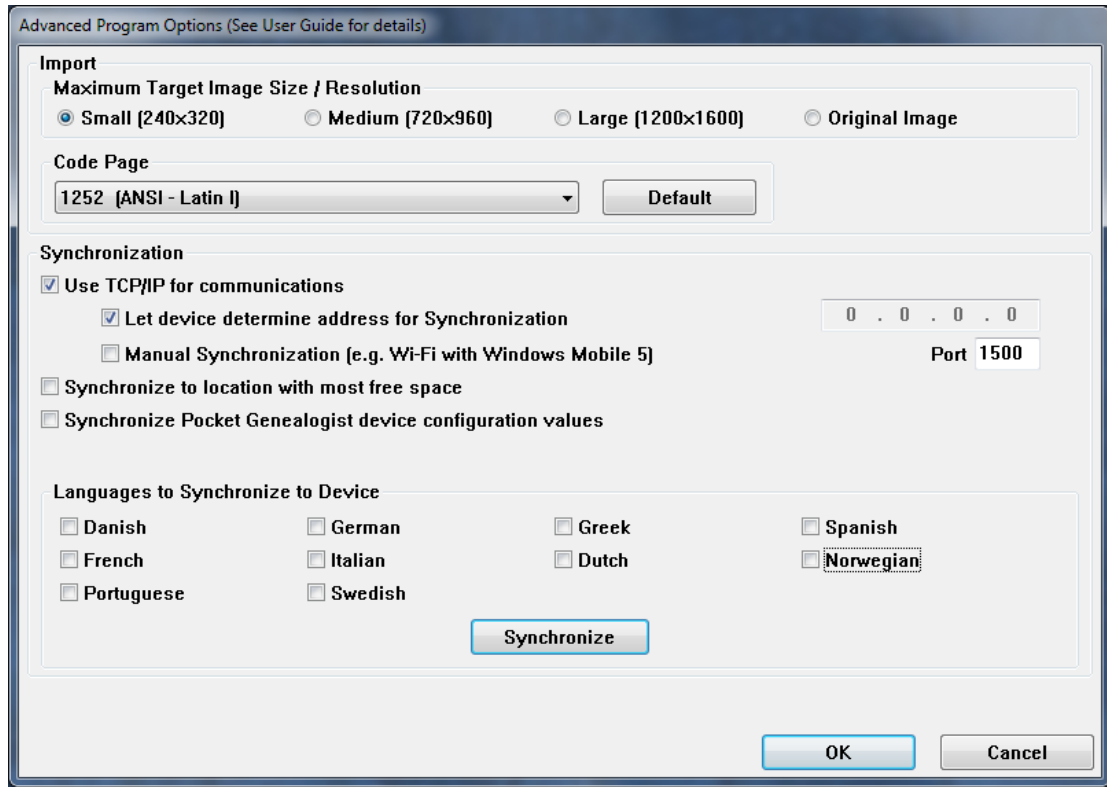 Advanced Program Options (See User Guide for details)
Import
Maximum Target Image Size / Resolution
Small (240x320) Medium (720x960) Large (1200x1600) Original Image
Code Page
1252 (ANSI - Latin I) Default
Synchronization
Use TCP/IP for communications
Let device determine address for Synchronization 0 . 0 . 0 . 0
Manual Synchronization (e.g. Wi-Fi with Windows Mobile 5) Port 1500
Synchronize to location with most free space
Synchronize Pocket Genealogist device configuration values
Languages to Synchronize to Device
Danish German Greek Spanish
French Italian Dutch Norwegian
Portuguese Swedish
Synchronize
OK Cancel